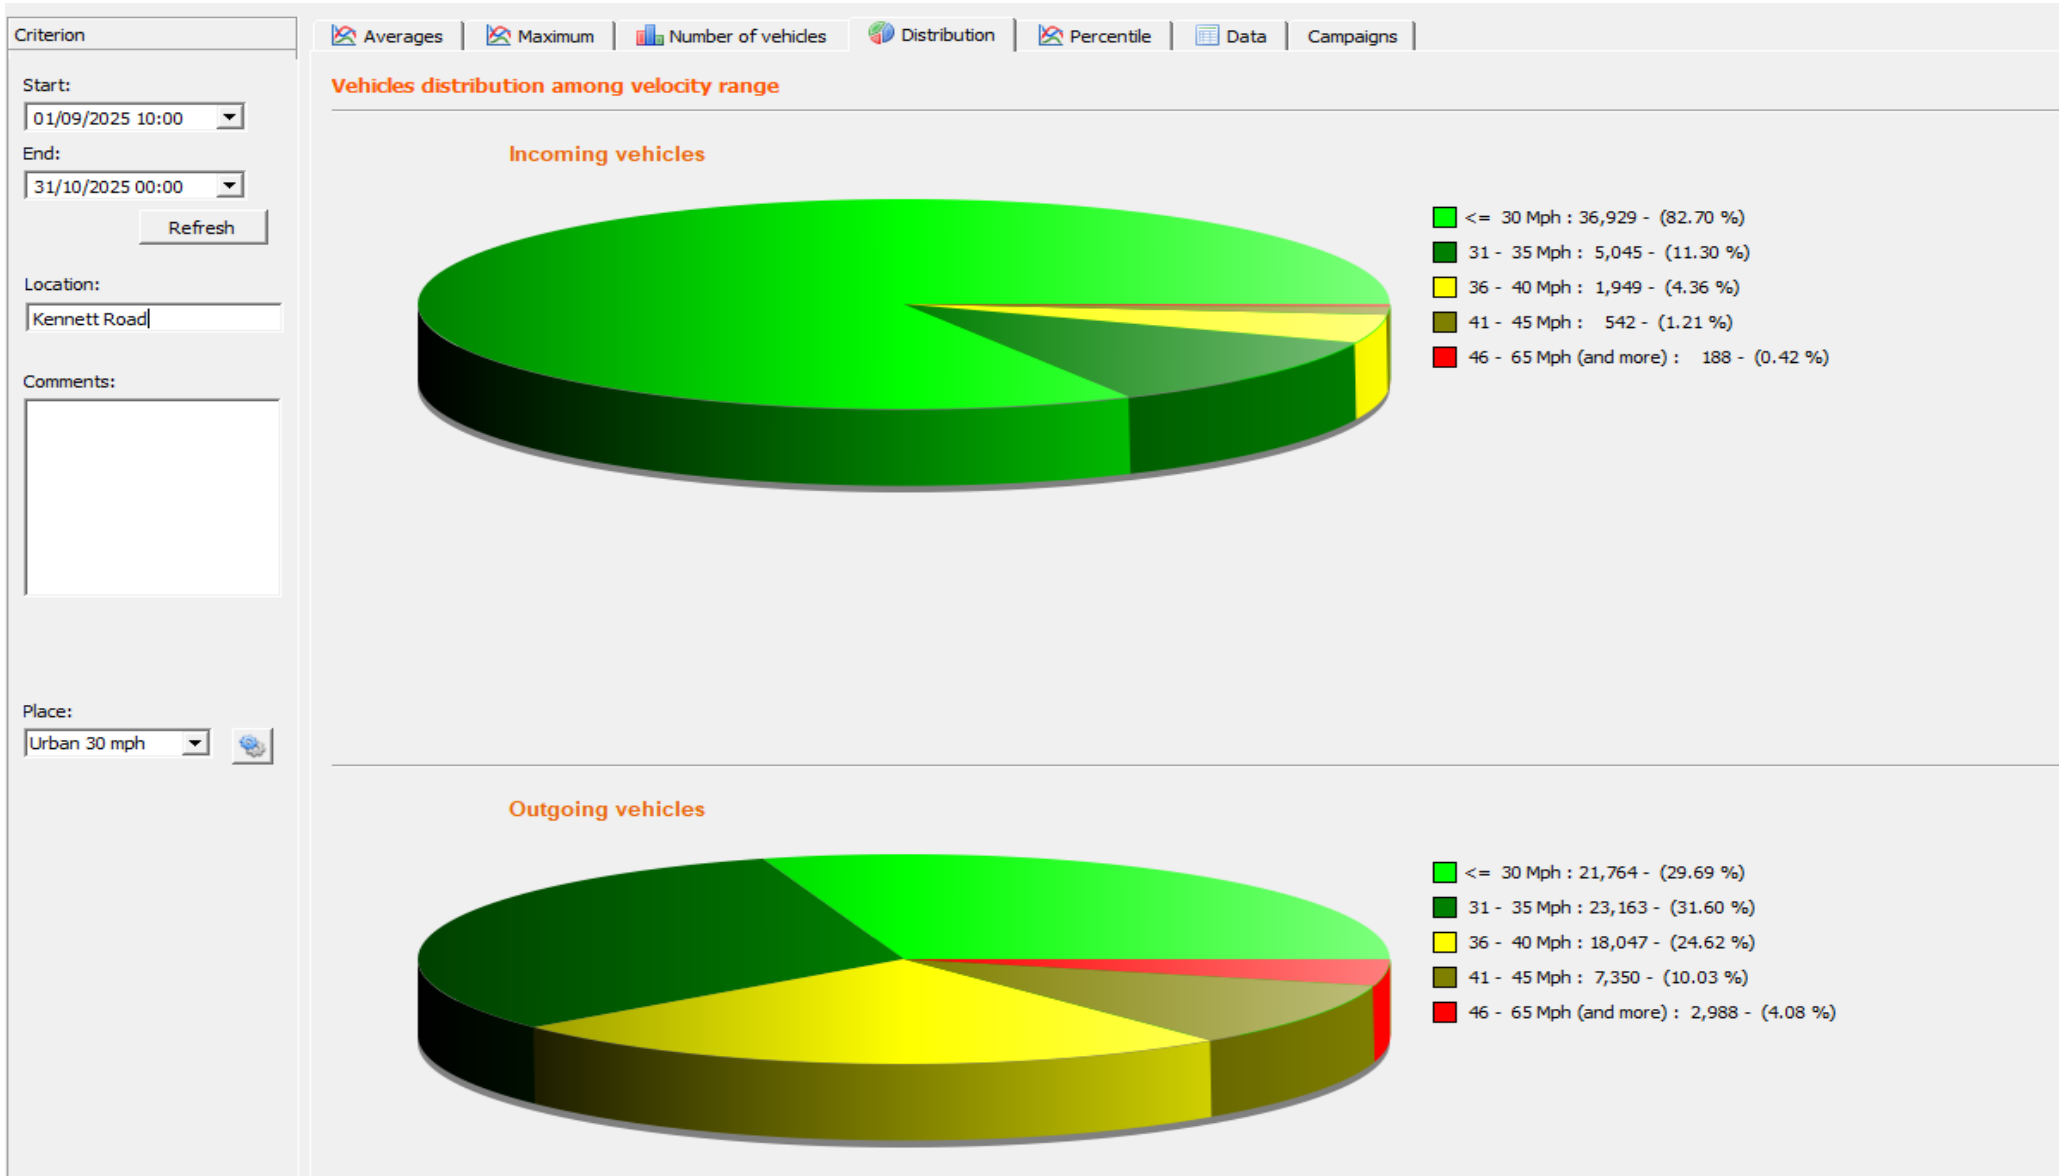 Criterion
Averages Maximum Number of vehicles Distribution Percentile Data Campaigns
Start:
01/09/2025 10:00
End:
31/10/2025 00:00
Refresh
Location:
Kennett Road
Comments:
Place:
Urban 30 mph
Vehicles distribution among velocity range
Incoming vehicles
<= 30 Mph : 36,929 - (82.70 %)
31 - 35 Mph : 5,045 - (11.30 %)
36 - 40 Mph : 1,949 - (4.36 %)
41 - 45 Mph : 542 - (1.21 %)
46 - 65 Mph (and more) : 188 - (0.42 %)
Outgoing vehicles
<= 30 Mph : 21,764 - (29.69 %)
31 - 35 Mph : 23,163 - (31.60 %)
36 - 40 Mph : 18,047 - (24.62 %)
41 - 45 Mph : 7,350 - (10.03 %)
46 - 65 Mph (and more) : 2,988 - (4.08 %)